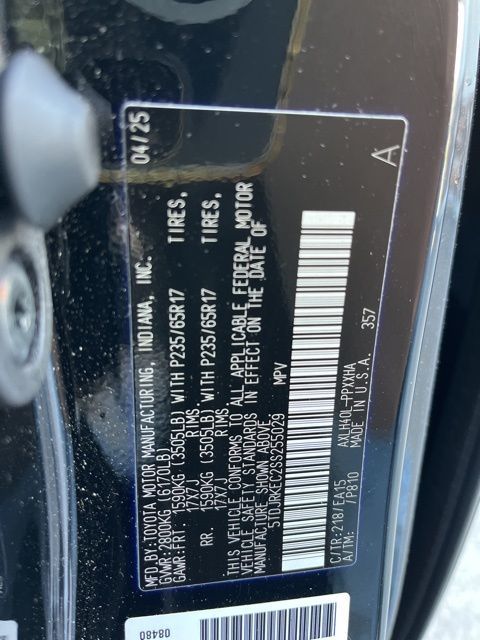 MFD.BY:TOYOTA MOTOR MANUFACTURING, INDIANA, INC. 04/25
GVWR:2800KG (6170LB)
GAWR:FRT. 1590KG (3505LB) WITH P235/65R17 TIRES,
17X7J RIMS
RR. 1590KG (3505LB) WITH P235/65R17 TIRES,
17X7J RIMS
THIS VEHICLE CONFORMS TO ALL APPLICABLE FEDERAL MOTOR
VEHICLE SAFETY STANDARDS IN EFFECT ON THE DATE OF
MANUFACTURE SHOWN ABOVE.
5TDJRKEC2SS255029 MPV
C/TR:218/EA15 AXLH40L-PPXXHA
A/TM: /P810 MADE IN U.S.A. 357
A
08480